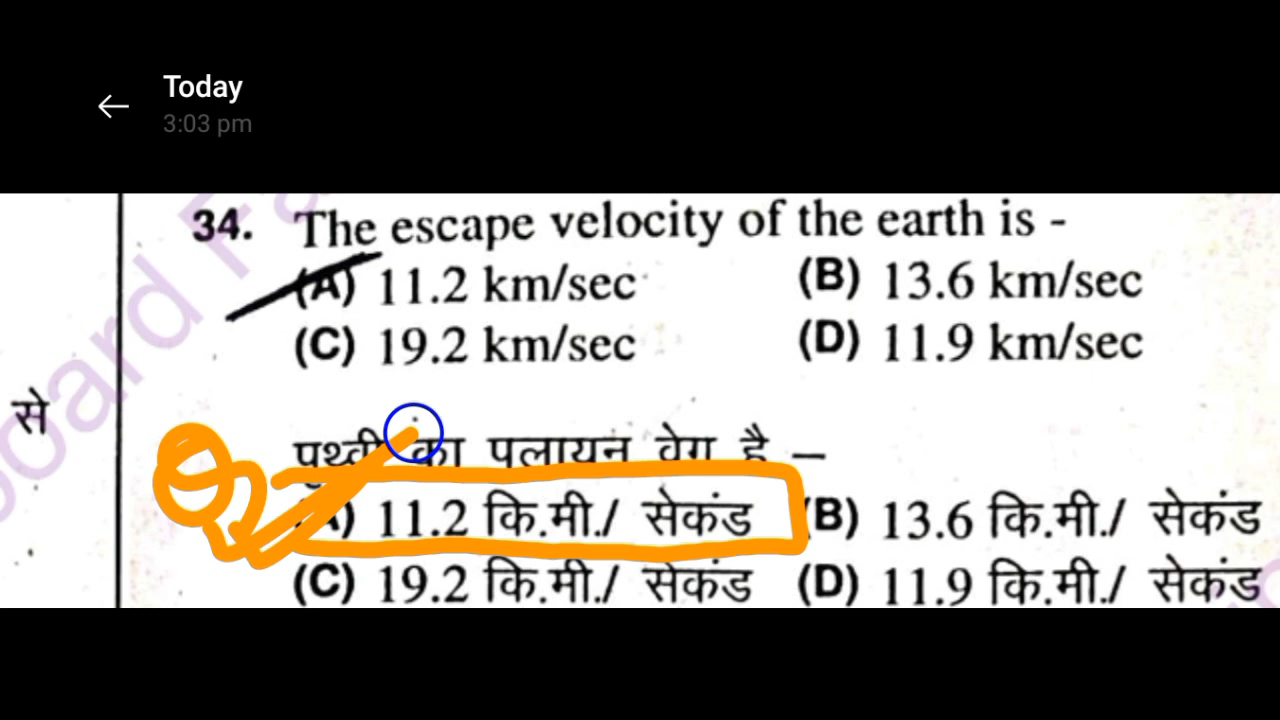 Today
3:03 pm
34. The escape velocity of the earth is -
(A) 11.2 km/sec (B) 13.6 km/sec
(C) 19.2 km/sec (D) 11.9 km/sec
से
पृथ्वी का पलायन वेग है –
(A) 11.2 कि.मी./ सेकंड (B) 13.6 कि.मी./ सेकंड
(C) 19.2 कि.मी./ सेकंड (D) 11.9 कि.मी./ सेकंड